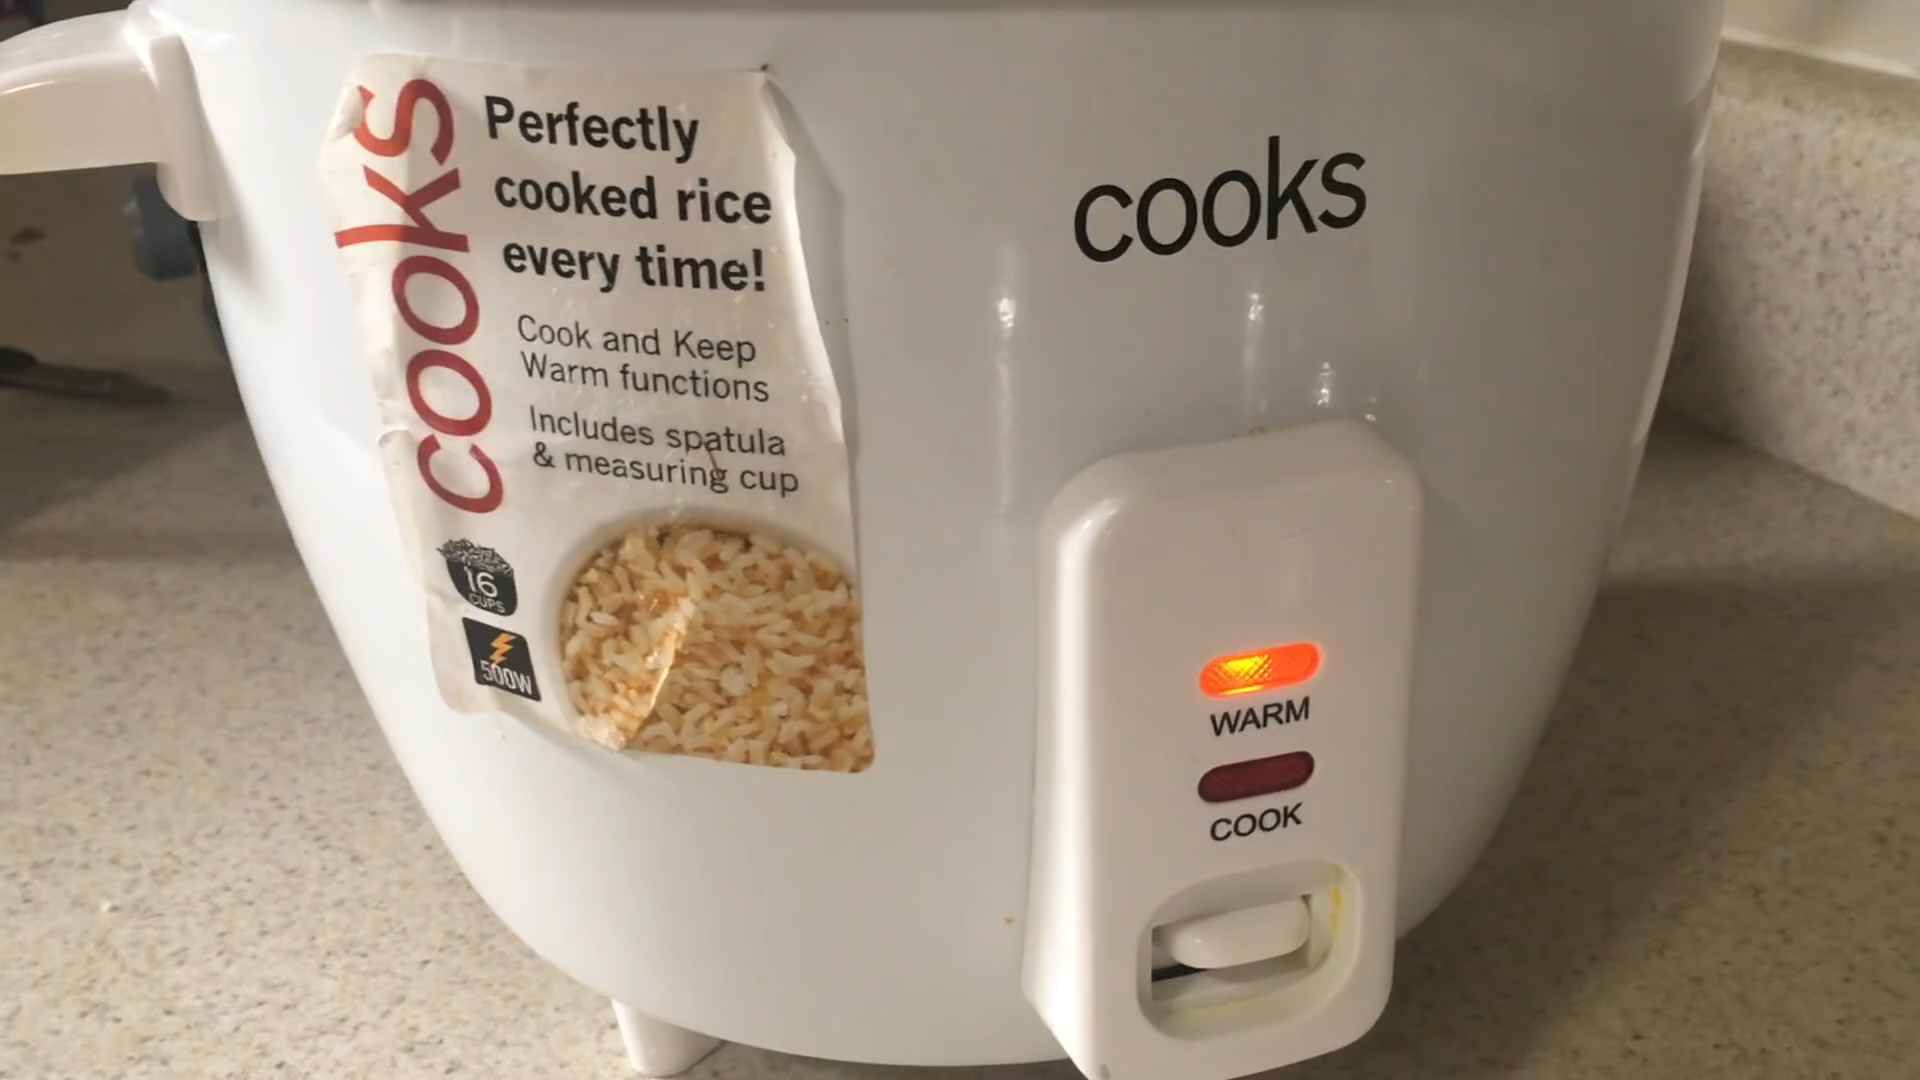 cooks
Perfectly
cooked rice
every time!
Cook and Keep
Warm functions
Includes spatula
& measuring cup
16
CUPS
500W
cooks
WARM
COOK